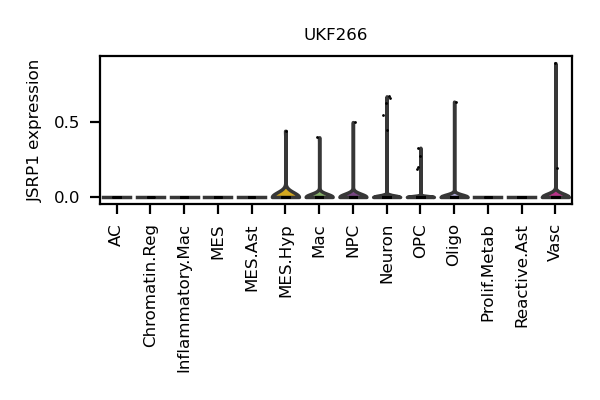 UKF266
JSRP1 expression
0.5
0.0
AC
Chromatin.Reg
Inflammatory.Mac
MES
MES.Ast
MES.Hyp
Mac
NPC
Neuron
OPC
Oligo
Prolif.Metab
Reactive.Ast
Vasc